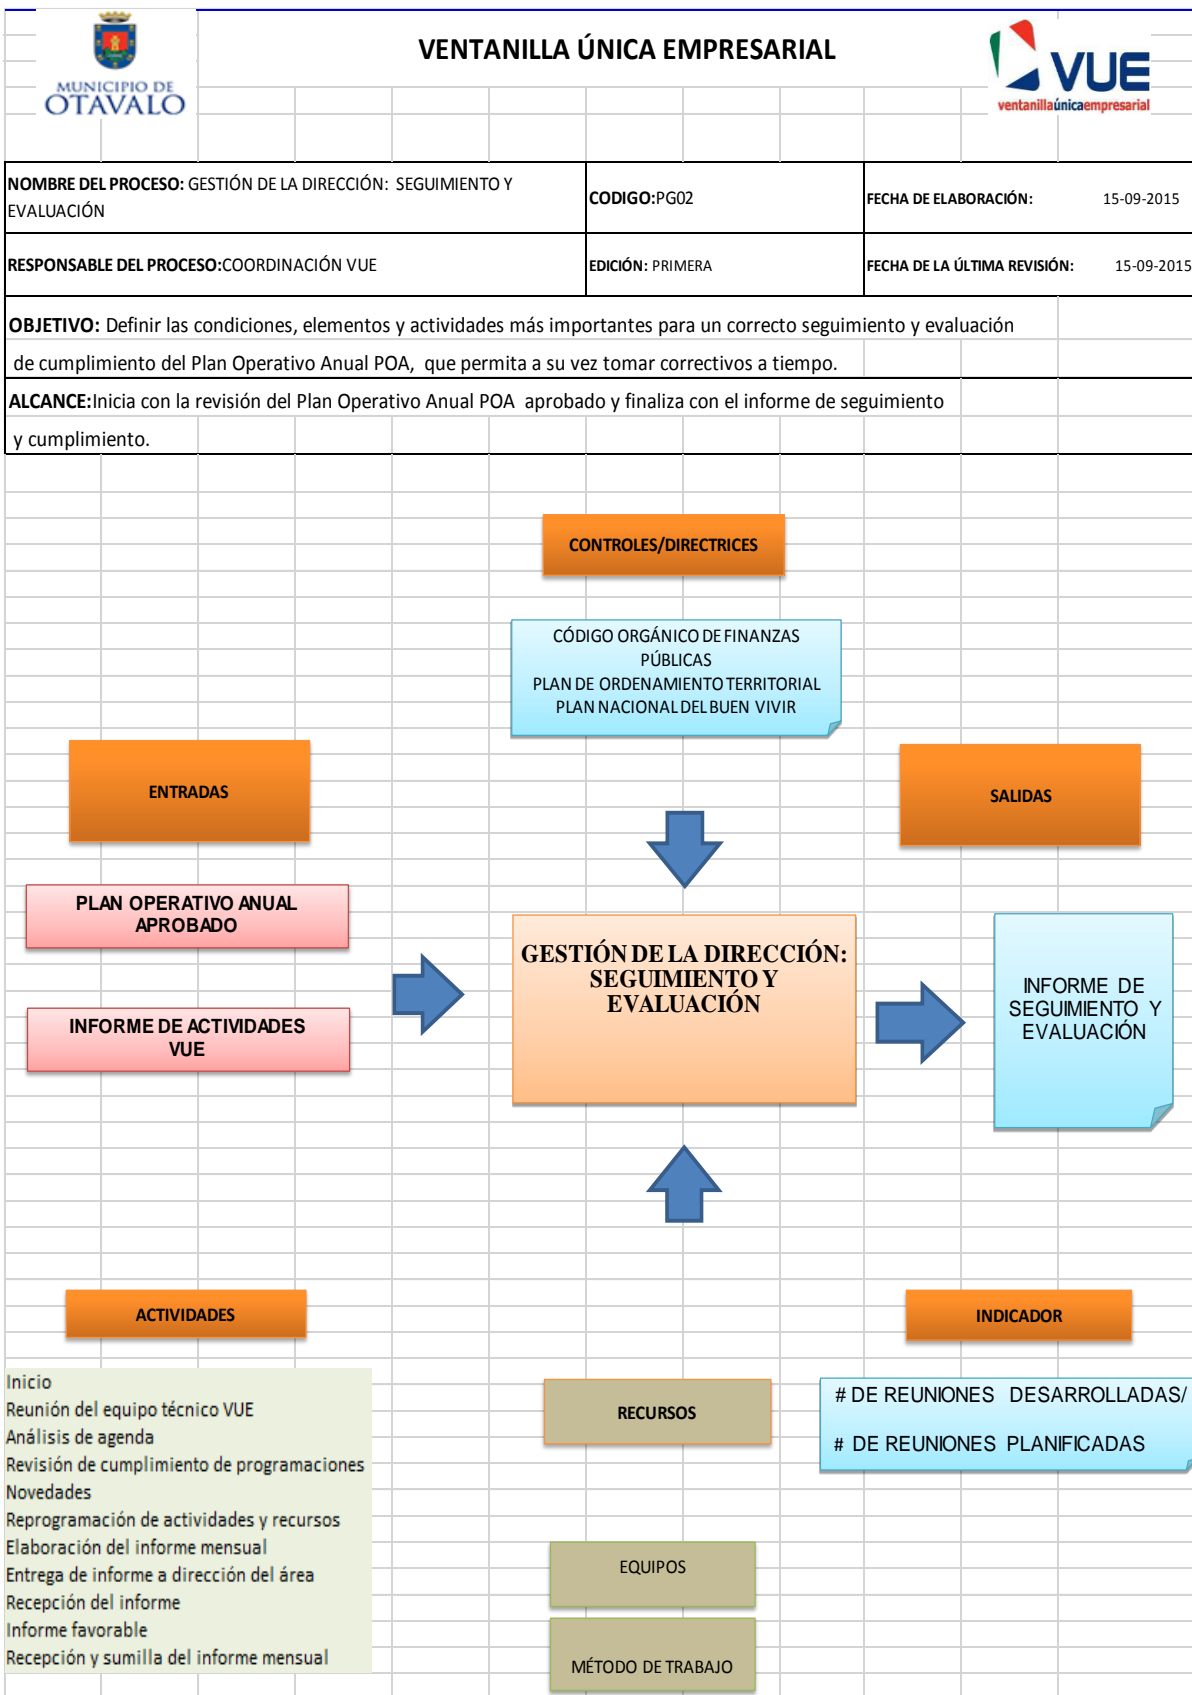 MUNICIPIO DE
OTAVALO
VENTANILLA ÚNICA EMPRESARIAL
VUE
ventanillaúnicaempresarial
NOMBRE DEL PROCESO: GESTIÓN DE LA DIRECCIÓN: SEGUIMIENTO Y
EVALUACIÓN
CODIGO:PG02
FECHA DE ELABORACIÓN: 15-09-2015
RESPONSABLE DEL PROCESO:COORDINACIÓN VUE
EDICIÓN: PRIMERA
FECHA DE LA ÚLTIMA REVISIÓN: 15-09-2015
OBJETIVO: Definir las condiciones, elementos y actividades más importantes para un correcto seguimiento y evaluación
de cumplimiento del Plan Operativo Anual POA, que permita a su vez tomar correctivos a tiempo.
ALCANCE:Inicia con la revisión del Plan Operativo Anual POA aprobado y finaliza con el informe de seguimiento
y cumplimiento.
CONTROLES/DIRECTRICES
CÓDIGO ORGÁNICO DE FINANZAS
PÚBLICAS
PLAN DE ORDENAMIENTO TERRITORIAL
PLAN NACIONAL DEL BUEN VIVIR
ENTRADAS
SALIDAS
PLAN OPERATIVO ANUAL
APROBADO
INFORME DE ACTIVIDADES
VUE
GESTIÓN DE LA DIRECCIÓN:
SEGUIMIENTO Y
EVALUACIÓN
INFORME DE
SEGUIMIENTO Y
EVALUACIÓN
ACTIVIDADES
INDICADOR
Inicio
Reunión del equipo técnico VUE
Análisis de agenda
Revisión de cumplimiento de programaciones
Novedades
Reprogramación de actividades y recursos
Elaboración del informe mensual
Entrega de informe a dirección del área
Recepción del informe
Informe favorable
Recepción y sumilla del informe mensual
RECURSOS
# DE REUNIONES DESARROLLADAS/
# DE REUNIONES PLANIFICADAS
EQUIPOS
MÉTODO DE TRABAJO